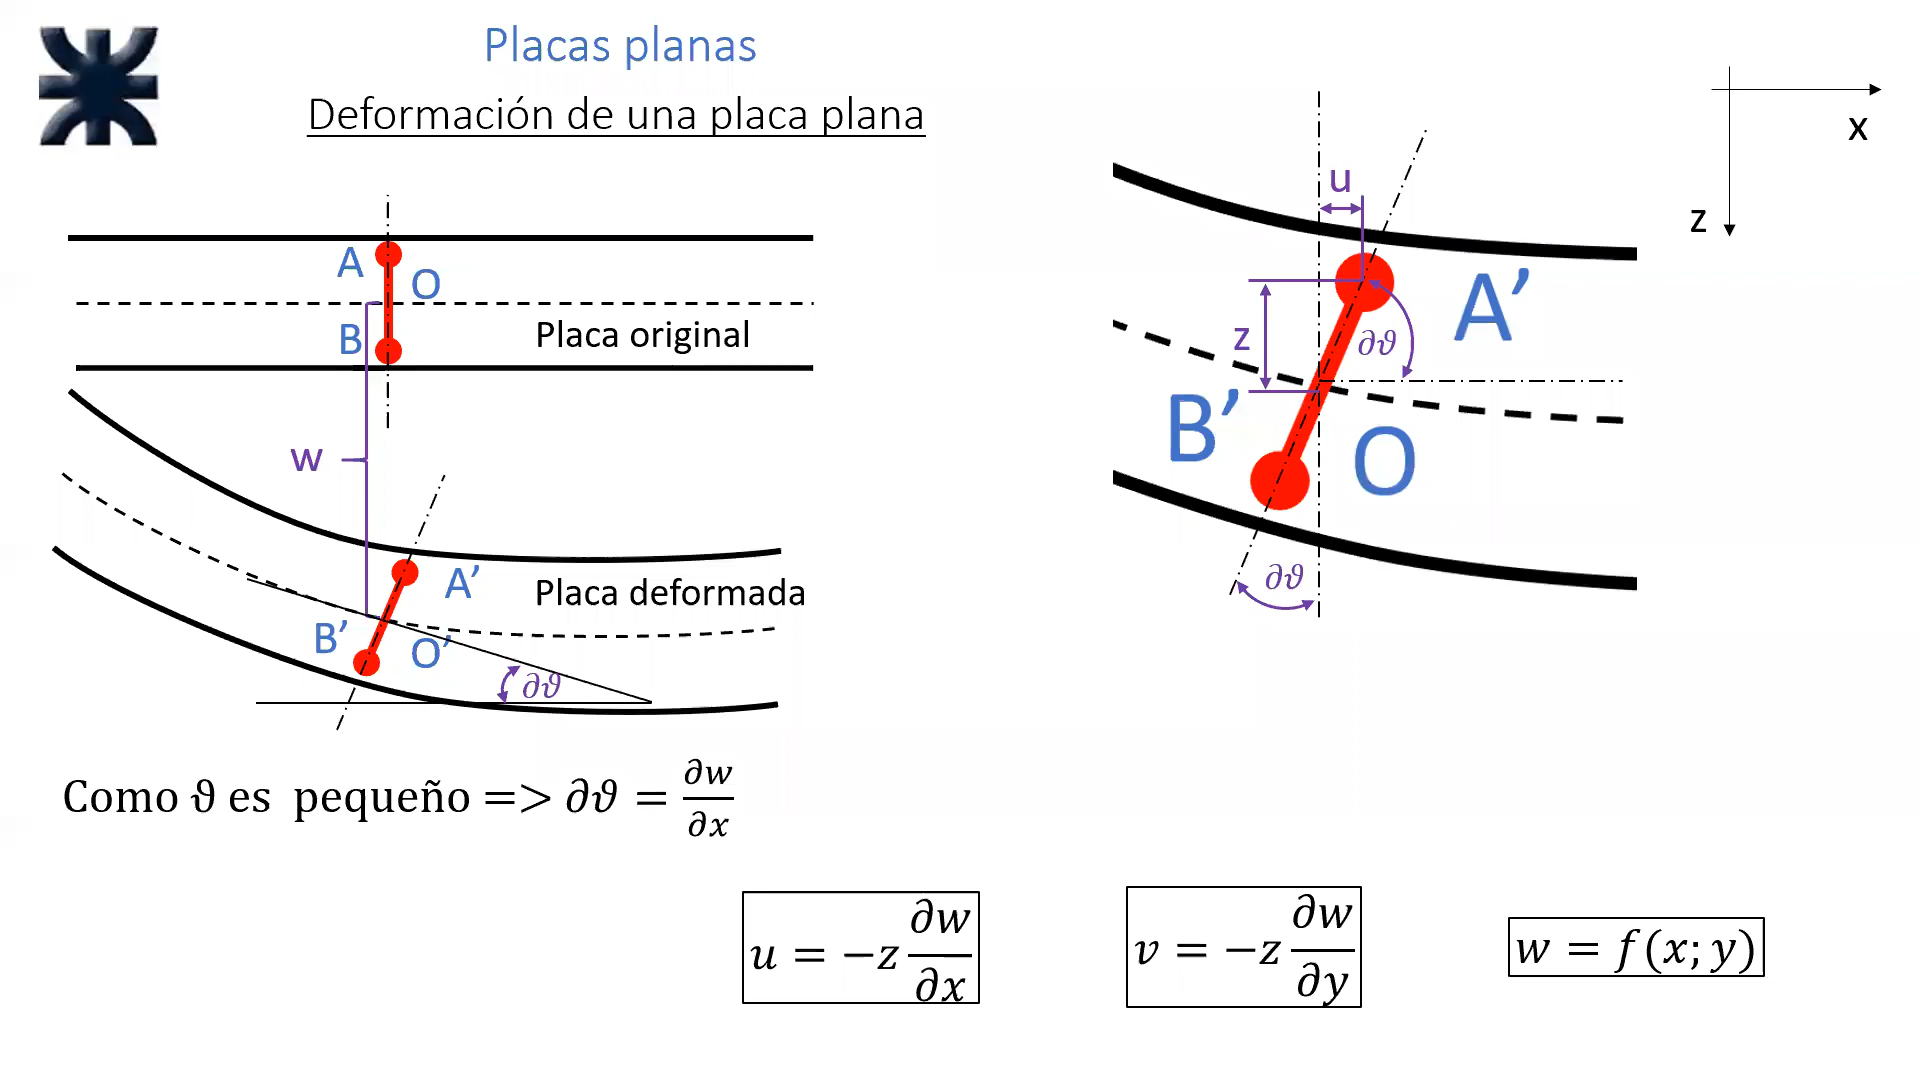 Placas planas
Deformación de una placa plana
A
O
B
Placa original
w
A’
Placa deformada
B’
O’
∂ϑ
u
x
z
z
∂ϑ
A’
B’
O
∂ϑ
Como ϑ es pequeño => ∂ϑ = ∂w/∂x
u = −z ∂w/∂x
v = −z ∂w/∂y
w = f(x; y)